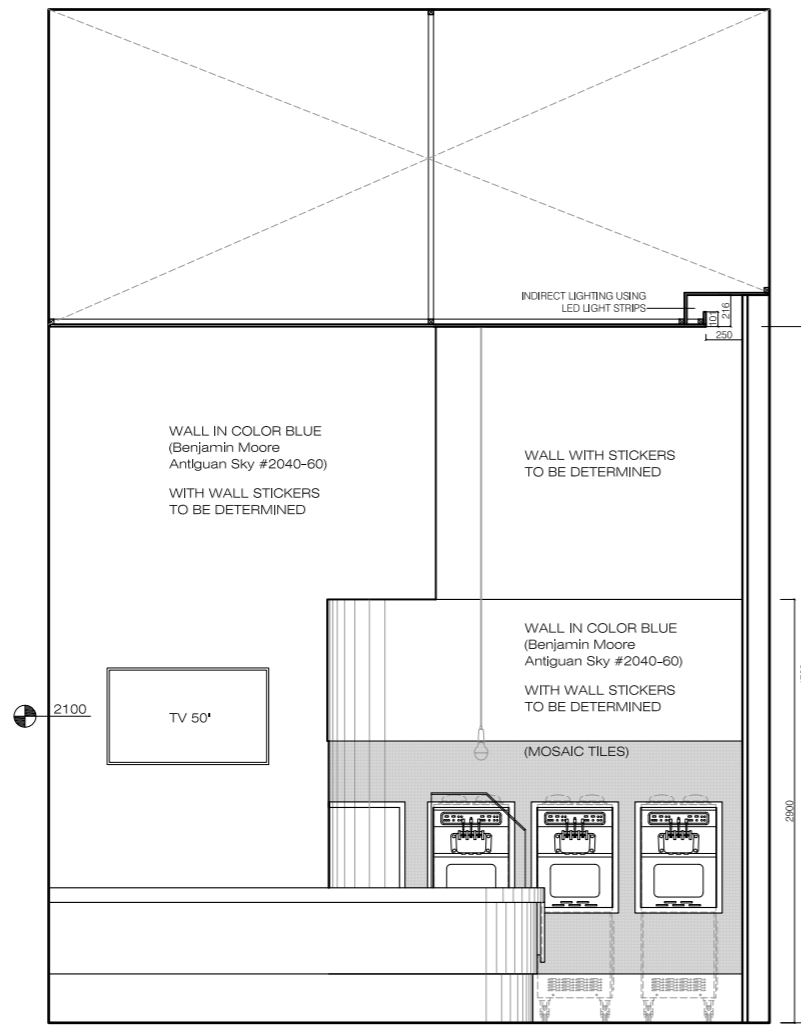 INDIRECT LIGHTING USING
LED LIGHT STRIPS
101
216
250
WALL IN COLOR BLUE
(Benjamin Moore
Antiguan Sky #2040-60)
WITH WALL STICKERS
TO BE DETERMINED
WALL WITH STICKERS
TO BE DETERMINED
WALL IN COLOR BLUE
(Benjamin Moore
Antiguan Sky #2040-60)
WITH WALL STICKERS
TO BE DETERMINED
2100
TV 50"
(MOSAIC TILES)
2900